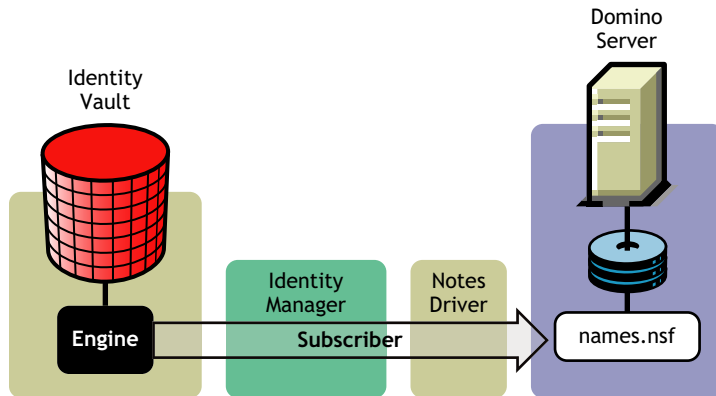 Domino
Server
Identity
Vault
Identity
Manager
Notes
Driver
Engine
Subscriber
names.nsf